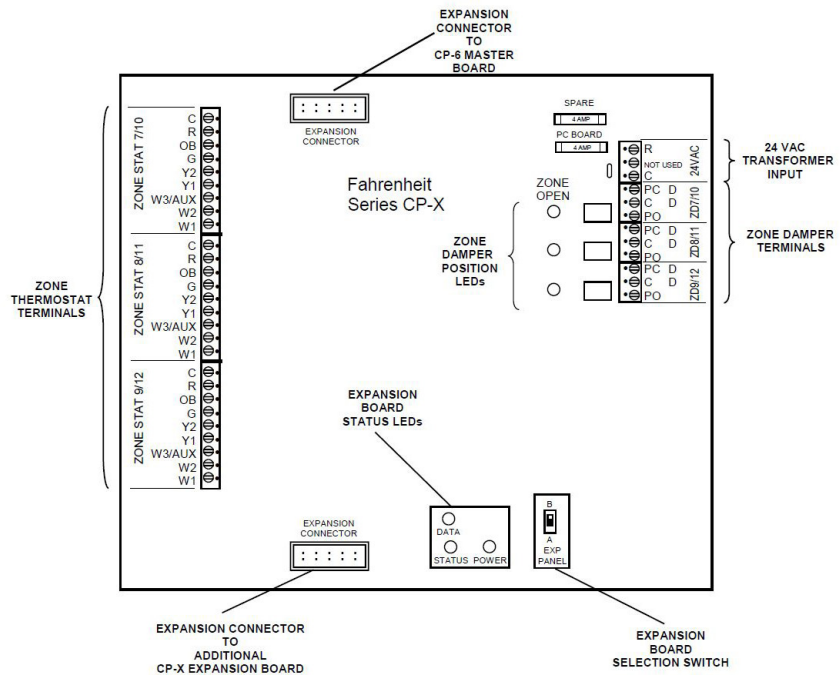 EXPANSION
CONNECTOR
TO
CP-6 MASTER
BOARD
EXPANSION
CONNECTOR
SPARE
4 AMP
PC BOARD
4 AMP
R
NOT USED
C
24VAC
24 VAC
TRANSFORMER
INPUT
Fahrenheit
Series CP-X
ZONE
OPEN
PC D
C D
PO
ZD7/10
PC D
C D
PO
ZD8/11
PC D
C D
PO
ZD9/12
ZONE DAMPER
TERMINALS
ZONE
DAMPER
POSITION
LEDs
ZONE
THERMOSTAT
TERMINALS
ZONE STAT 7/10
C
R
OB
G
Y2
Y1
W3/AUX
W2
W1
ZONE STAT 8/11
C
R
OB
G
Y2
Y1
W3/AUX
W2
W1
ZONE STAT 9/12
C
R
OB
G
Y2
Y1
W3/AUX
W2
W1
EXPANSION
BOARD
STATUS LEDs
DATA
STATUS POWER
B
A
EXP
PANEL
EXPANSION
CONNECTOR
EXPANSION CONNECTOR
TO
ADDITIONAL
CP-X EXPANSION BOARD
EXPANSION
BOARD
SELECTION SWITCH